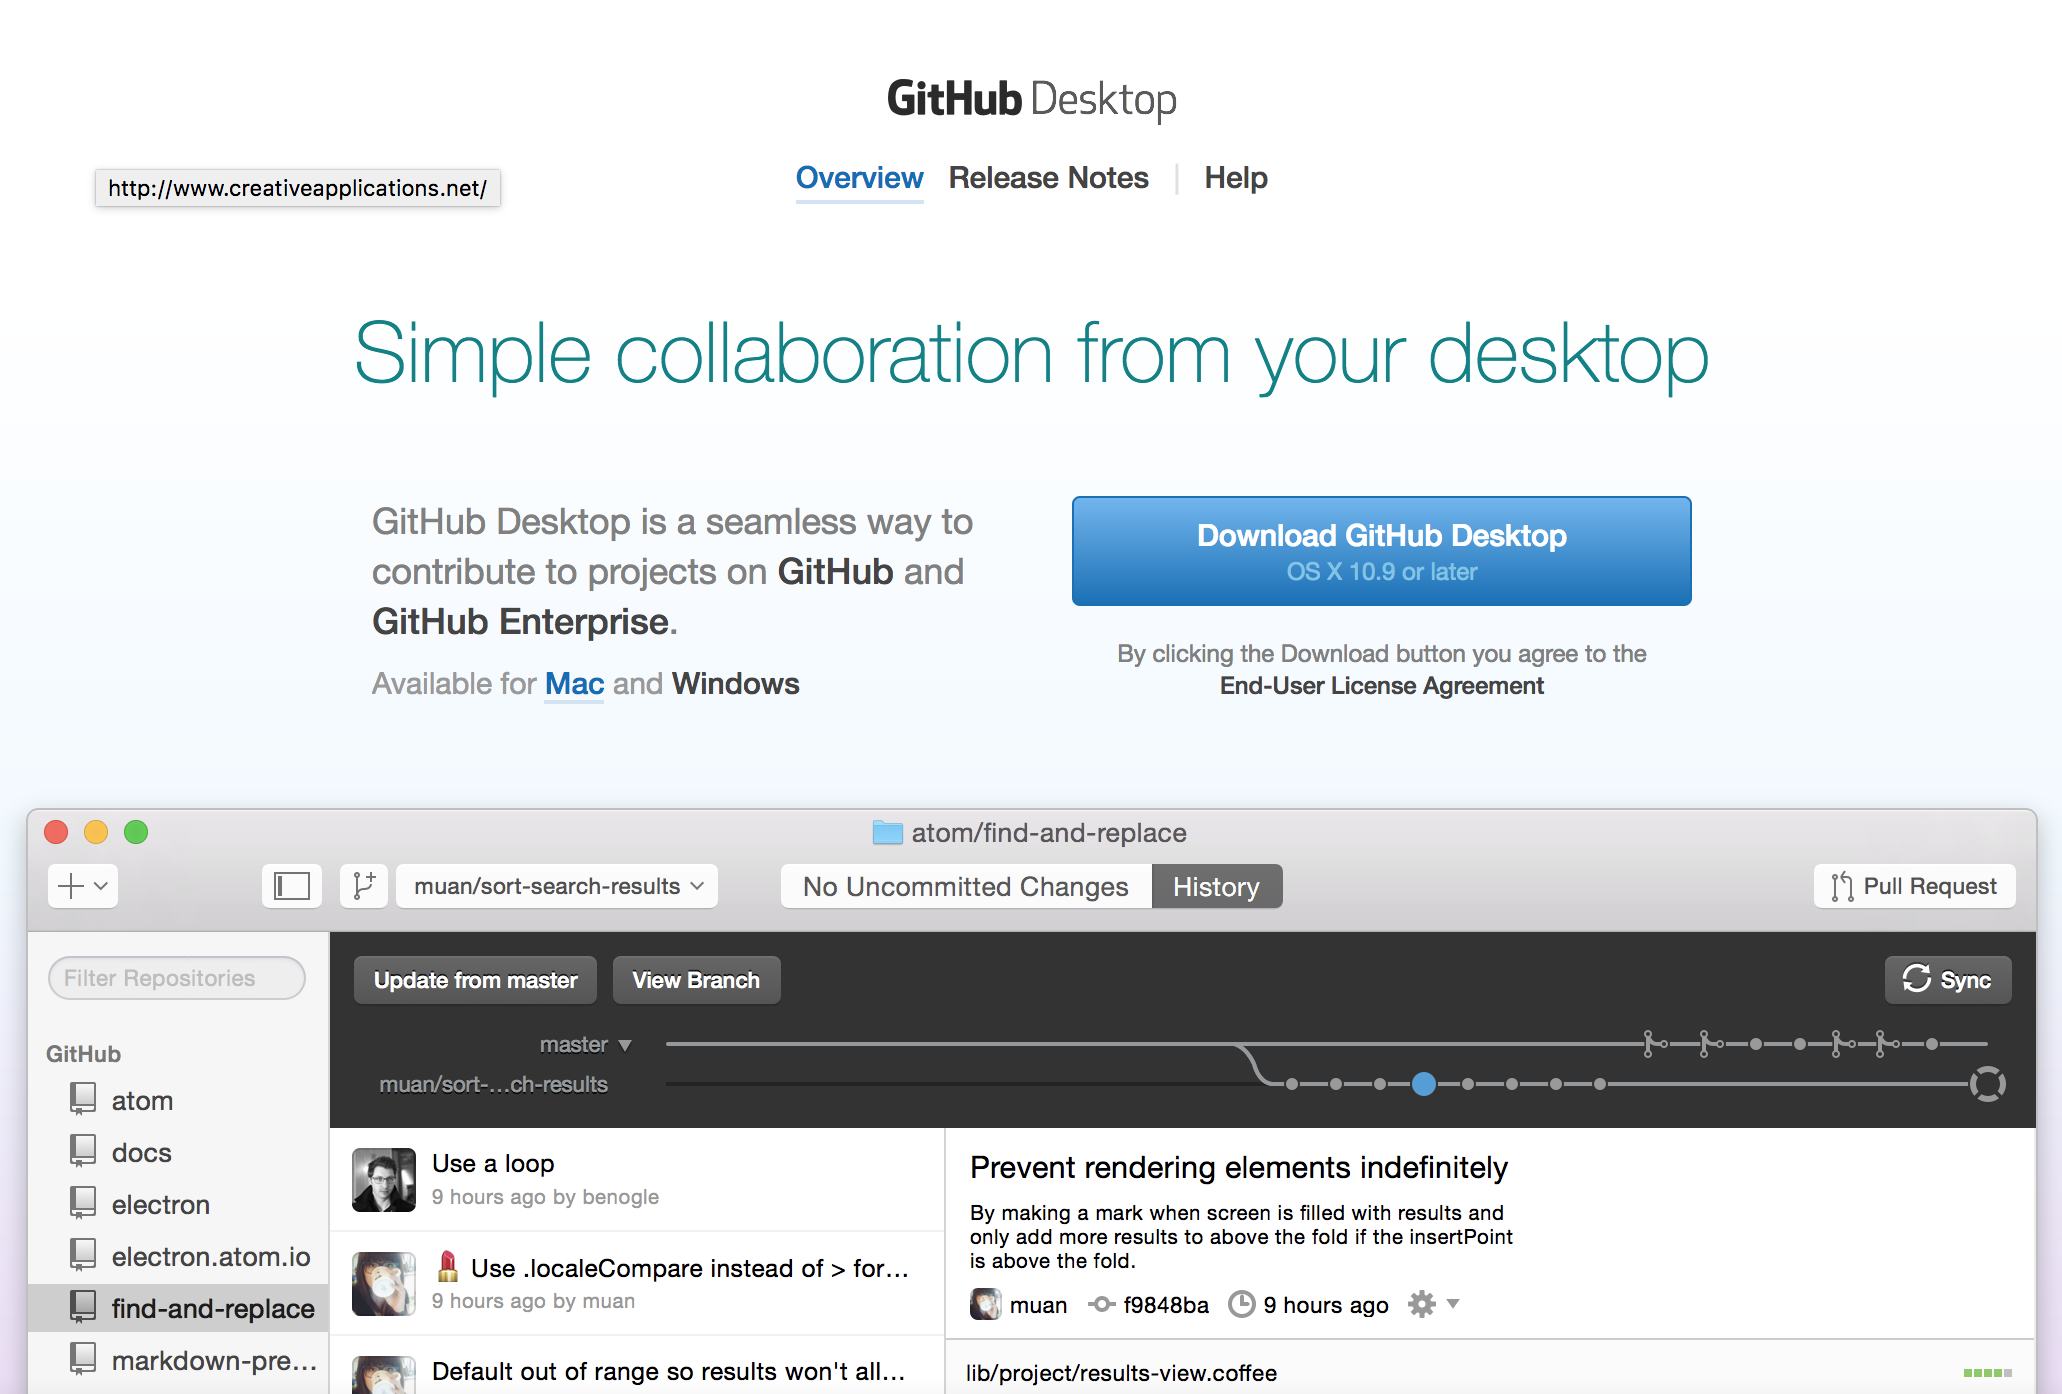 GitHub Desktop
http://www.creativeapplications.net/
Overview Release Notes Help
Simple collaboration from your desktop
GitHub Desktop is a seamless way to
contribute to projects on GitHub and
GitHub Enterprise.
Available for Mac and Windows
Download GitHub Desktop
OS X 10.9 or later
By clicking the Download button you agree to the
End-User License Agreement
atom/find-and-replace
muan/sort-search-results
No Uncommitted Changes
History
Pull Request
Filter Repositories
GitHub
atom
docs
electron
electron.atom.io
find-and-replace
markdown-pre...
Update from master
View Branch
Sync
master
muan/sort-...ch-results
Use a loop
9 hours ago by benogle
💄 Use .localeCompare instead of > for...
9 hours ago by muan
Default out of range so results won't all...
Prevent rendering elements indefinitely
By making a mark when screen is filled with results and
only add more results to above the fold if the insertPoint
is above the fold.
muan f9848ba 9 hours ago
lib/project/results-view.coffee